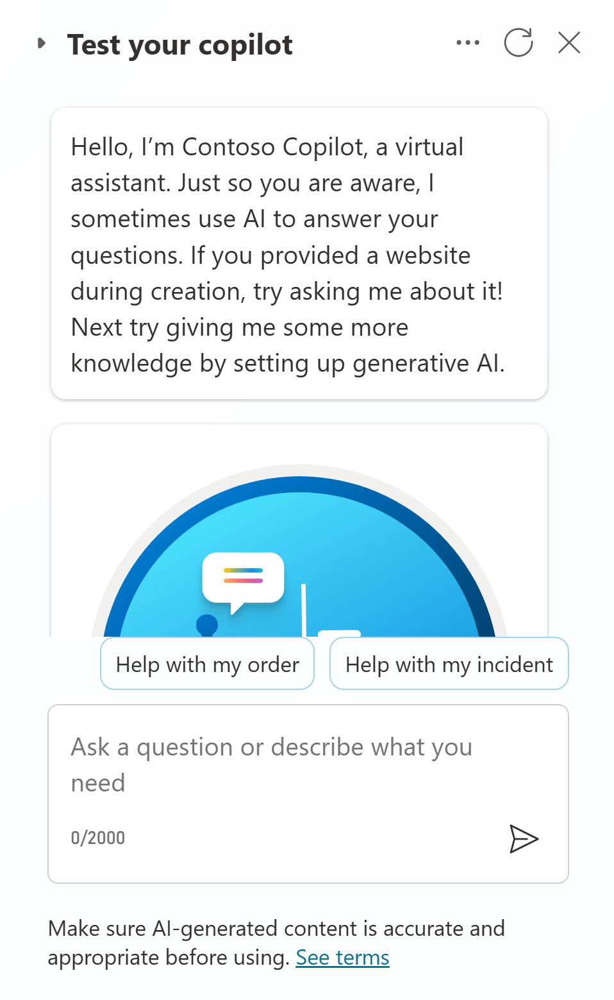 Test your copilot
Hello, I’m Contoso Copilot, a virtual
assistant. Just so you are aware, I
sometimes use AI to answer your
questions. If you provided a website
during creation, try asking me about it!
Next try giving me some more
knowledge by setting up generative AI.
Help with my order
Help with my incident
Ask a question or describe what you
need
0/2000
Make sure AI-generated content is accurate and
appropriate before using. See terms